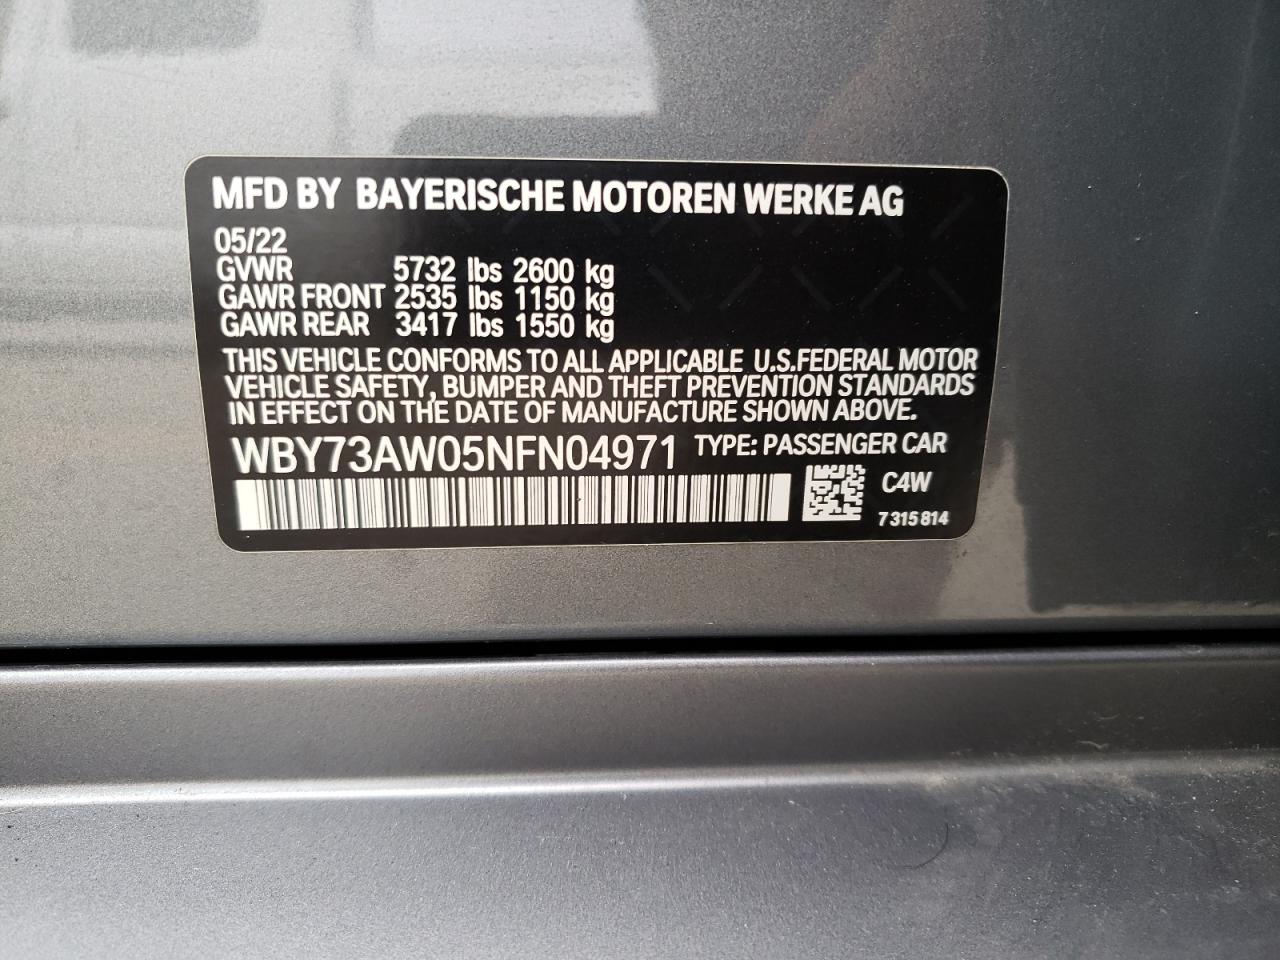 MFD BY BAYERISCHE MOTOREN WERKE AG
05/22
GVWR 5732 lbs 2600 kg
GAWR FRONT 2535 lbs 1150 kg
GAWR REAR 3417 lbs 1550 kg
THIS VEHICLE CONFORMS TO ALL APPLICABLE U.S.FEDERAL MOTOR
VEHICLE SAFETY, BUMPER AND THEFT PREVENTION STANDARDS
IN EFFECT ON THE DATE OF MANUFACTURE SHOWN ABOVE.
WBY73AW05NFN04971 TYPE: PASSENGER CAR
C4W
7 315 814